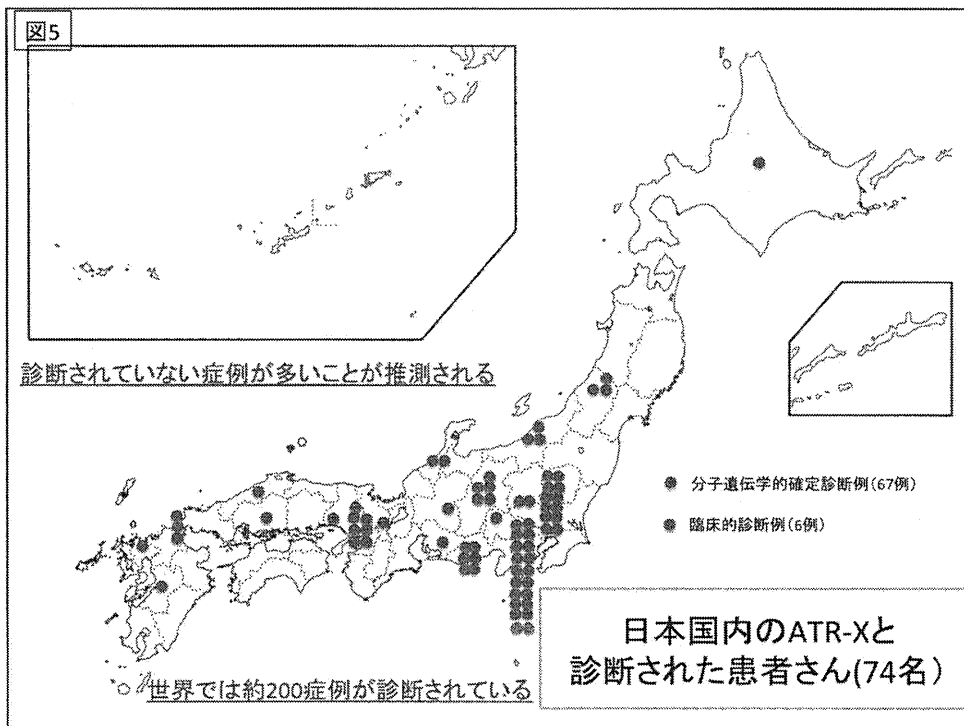 図5
診断されていない症例が多いことが推測される
分子遺伝学的確定診断例(67例)
臨床的診断例(6例)
日本国内のATR-Xと
診断された患者さん(74名)
世界では約200症例が診断されている